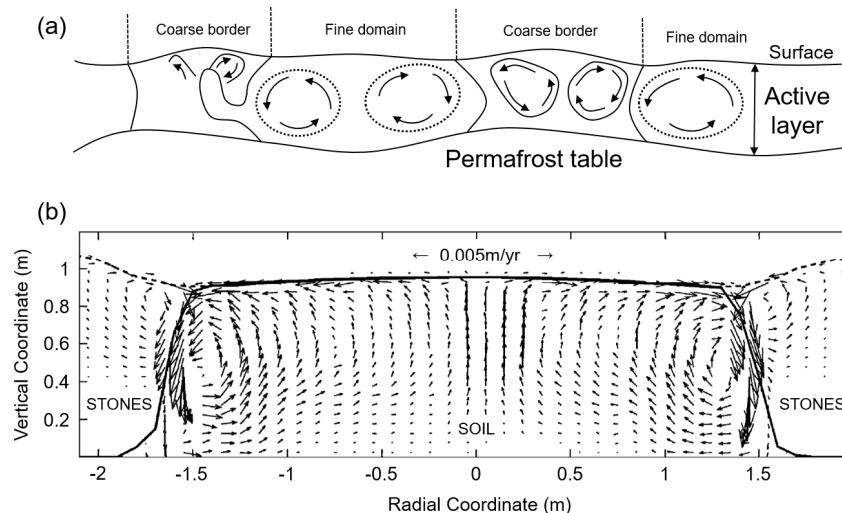 (a)
Coarse border
Fine domain
Coarse border
Fine domain
Surface
Active
layer
Permafrost table
(b)
← 0.005m/yr →
Vertical Coordinate (m)
1
0.8
0.6
0.4
0.2
STONES
SOIL
STONES
-2 -1.5 -1 -0.5 0 0.5 1 1.5
Radial Coordinate (m)